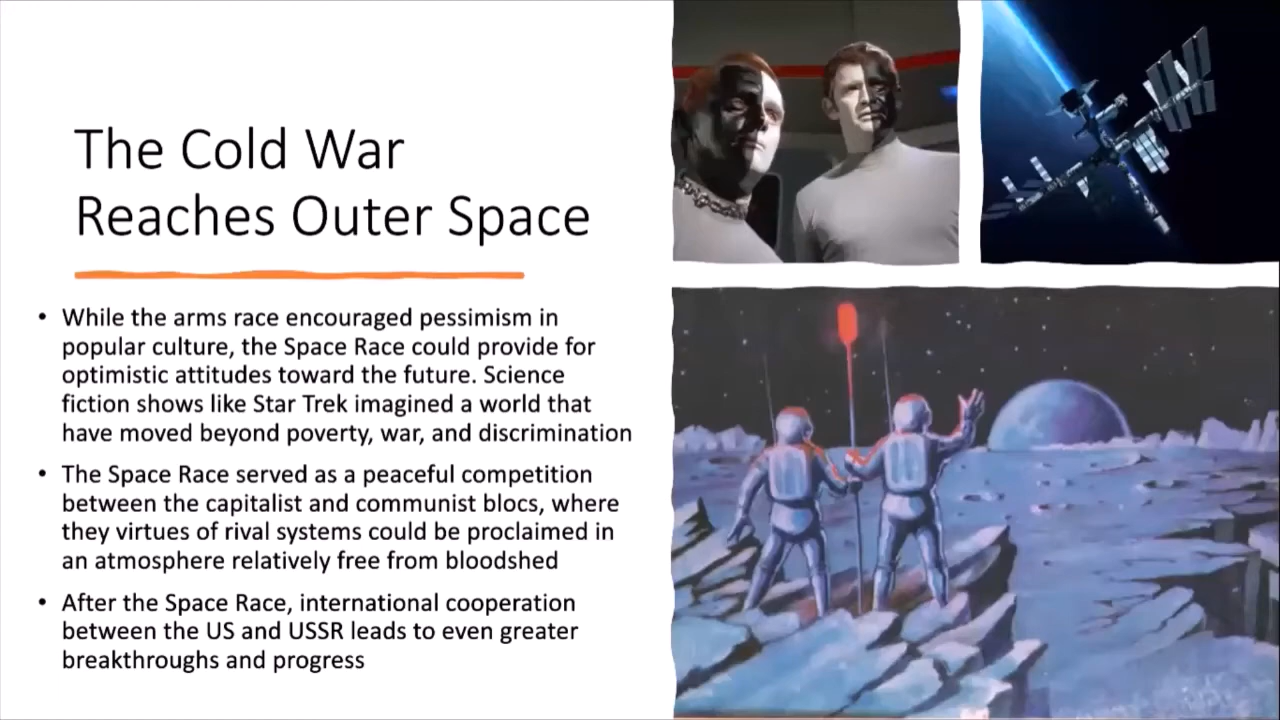 The Cold War
Reaches Outer Space
• While the arms race encouraged pessimism in
popular culture, the Space Race could provide for
optimistic attitudes toward the future. Science
fiction shows like Star Trek imagined a world that
have moved beyond poverty, war, and discrimination
• The Space Race served as a peaceful competition
between the capitalist and communist blocs, where
they virtues of rival systems could be proclaimed in
an atmosphere relatively free from bloodshed
• After the Space Race, international cooperation
between the US and USSR leads to even greater
breakthroughs and progress